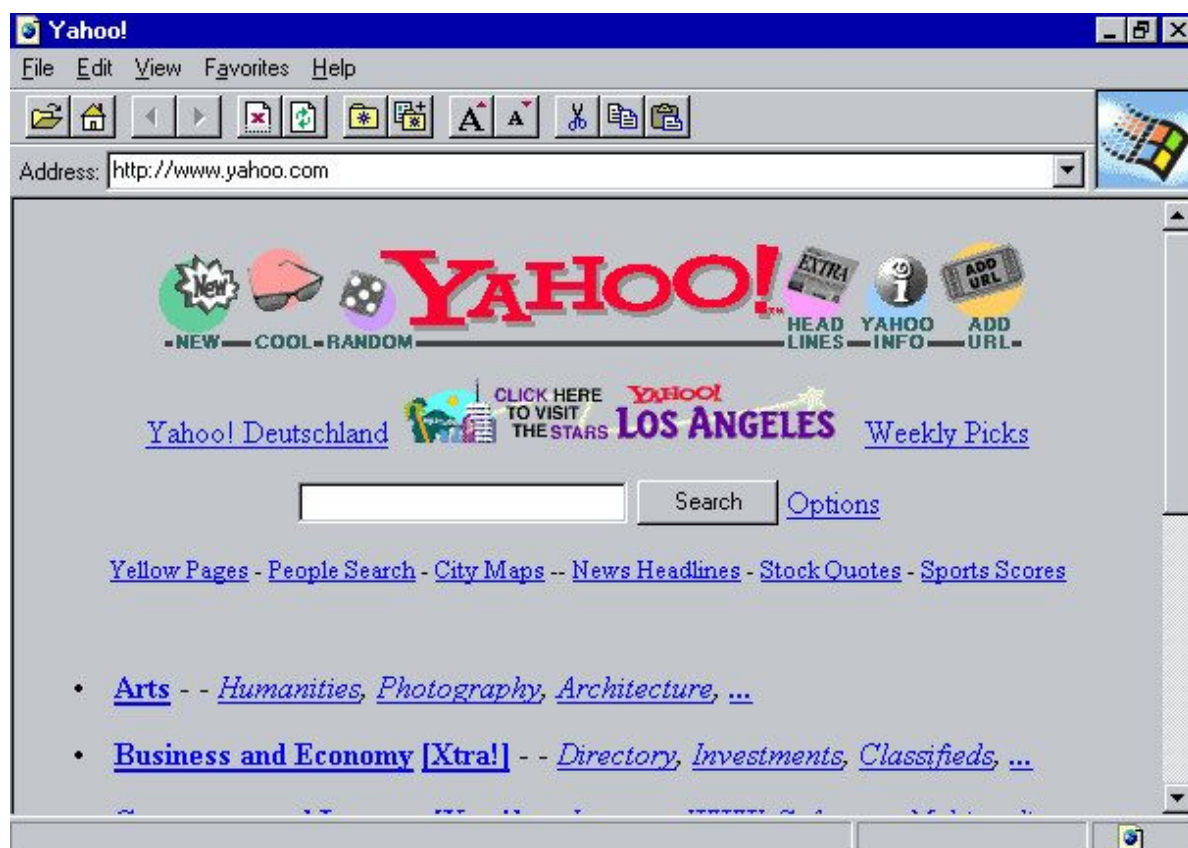 Yahoo!
File Edit View Favorites Help
Address: http://www.yahoo.com
New YAHOO! EXTRA i ADD URL
NEW COOL RANDOM HEAD LINES YAHOO INFO ADD URL
Yahoo! Deutschland CLICK HERE TO VISIT THE STARS YAHOO! LOS ANGELES Weekly Picks
Search Options
Yellow Pages - People Search - City Maps -- News Headlines - Stock Quotes - Sports Scores
• Arts - - Humanities, Photography, Architecture, ...
• Business and Economy [Xtra!] - - Directory, Investments, Classifieds, ...